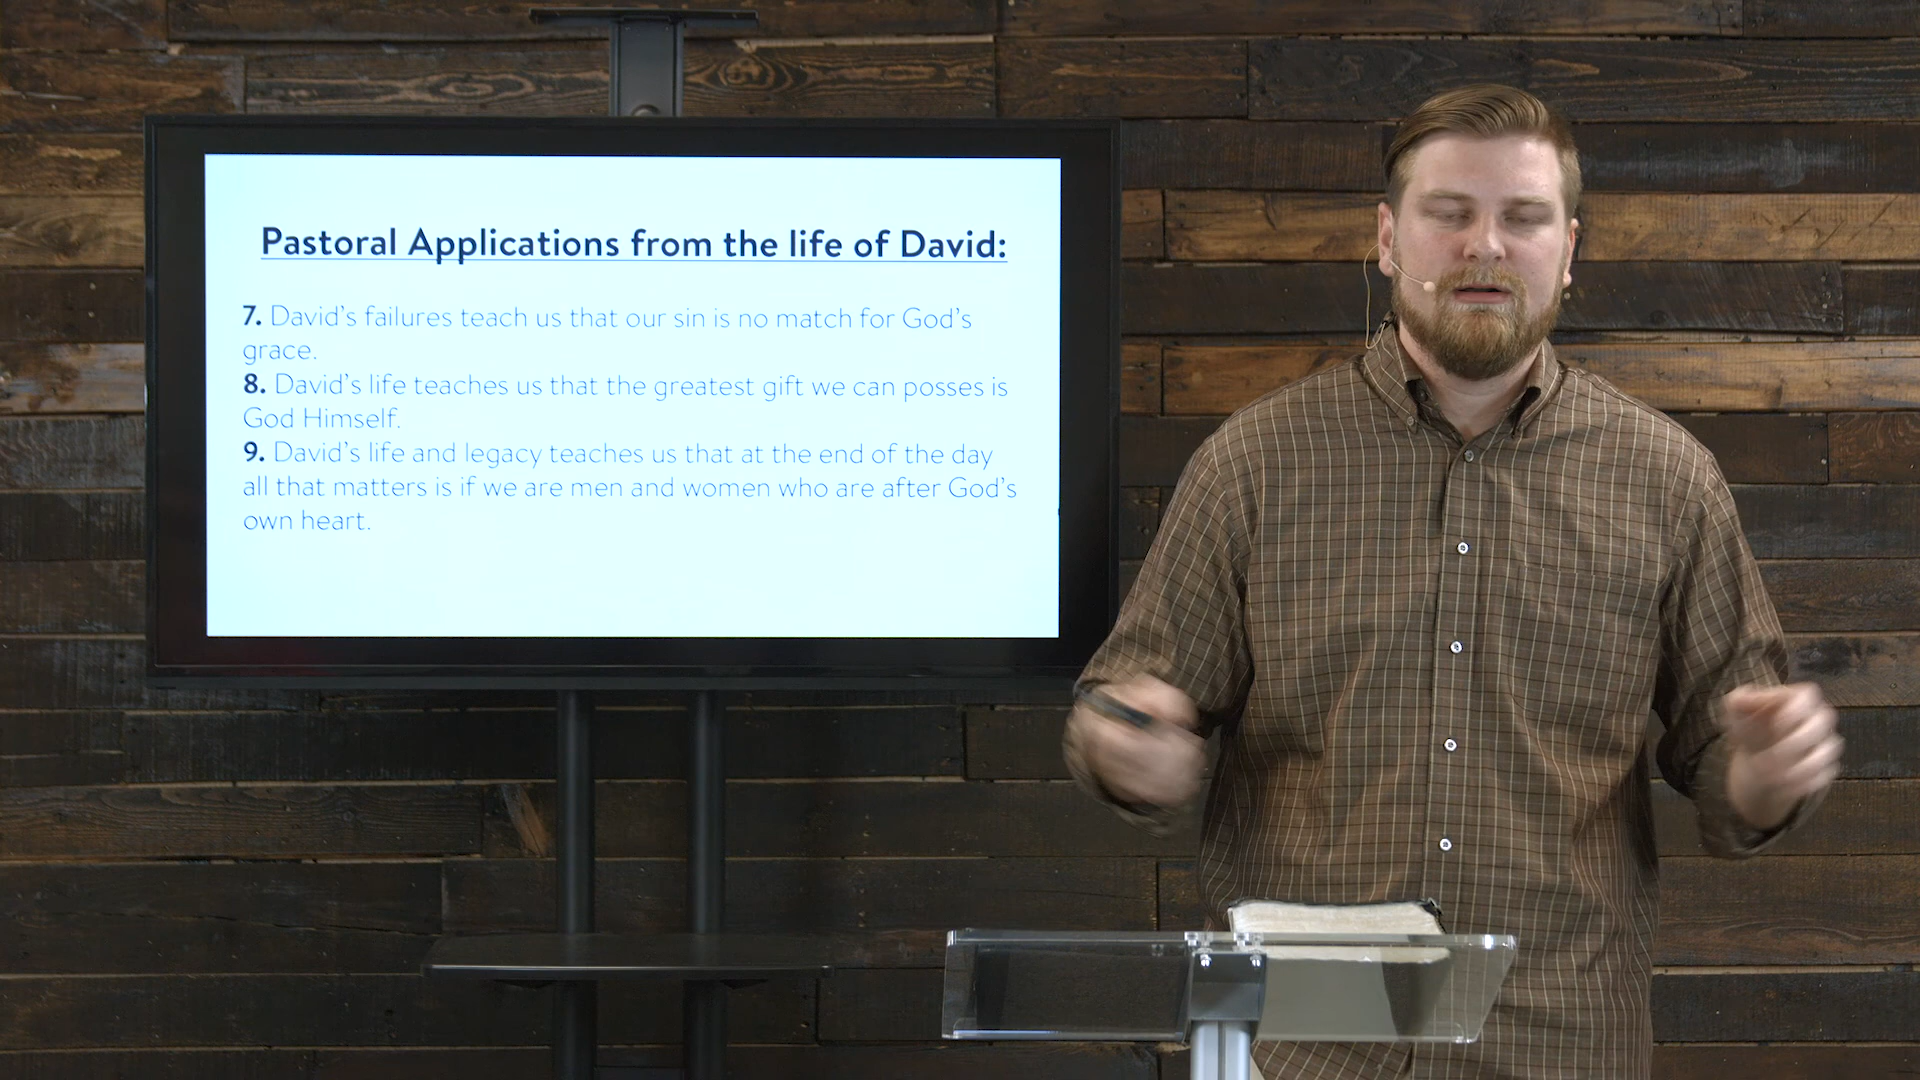 Pastoral Applications from the life of David:
7. David's failures teach us that our sin is no match for God's
grace.
8. David's life teaches us that the greatest gift we can posses is
God Himself.
9. David's life and legacy teaches us that at the end of the day
all that matters is if we are men and women who are after God's
own heart.